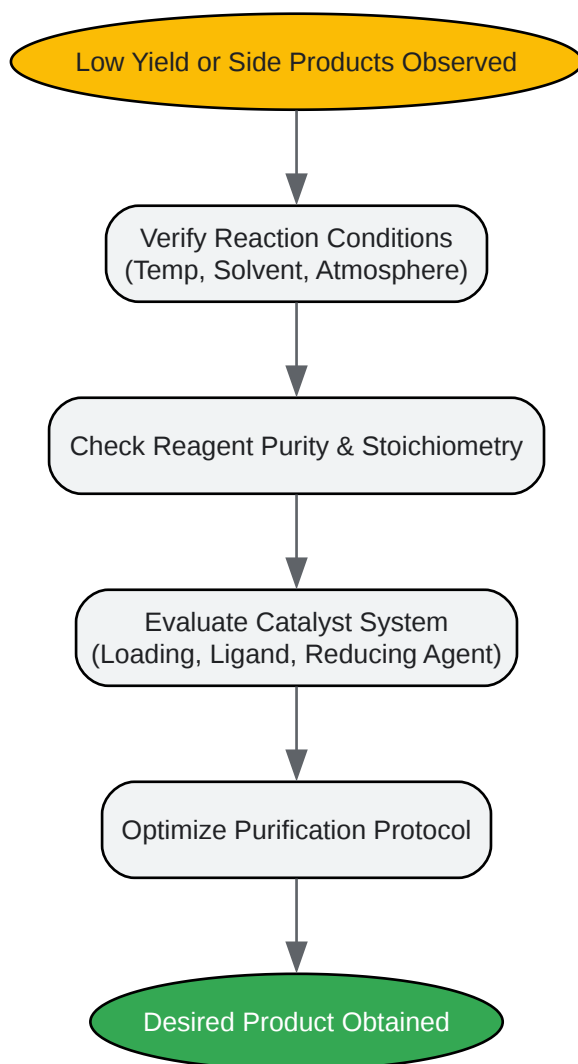 Low Yield or Side Products Observed
Verify Reaction Conditions
(Temp, Solvent, Atmosphere)
Check Reagent Purity & Stoichiometry
Evaluate Catalyst System
(Loading, Ligand, Reducing Agent)
Optimize Purification Protocol
Desired Product Obtained